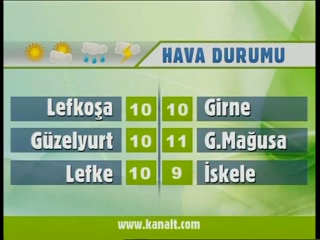 HAVA DURUMU
Lefkoşa 10 10 Girne
Güzelyurt 10 11 G.Mağusa
Lefke 10 9 İskele
www.kanalt.com